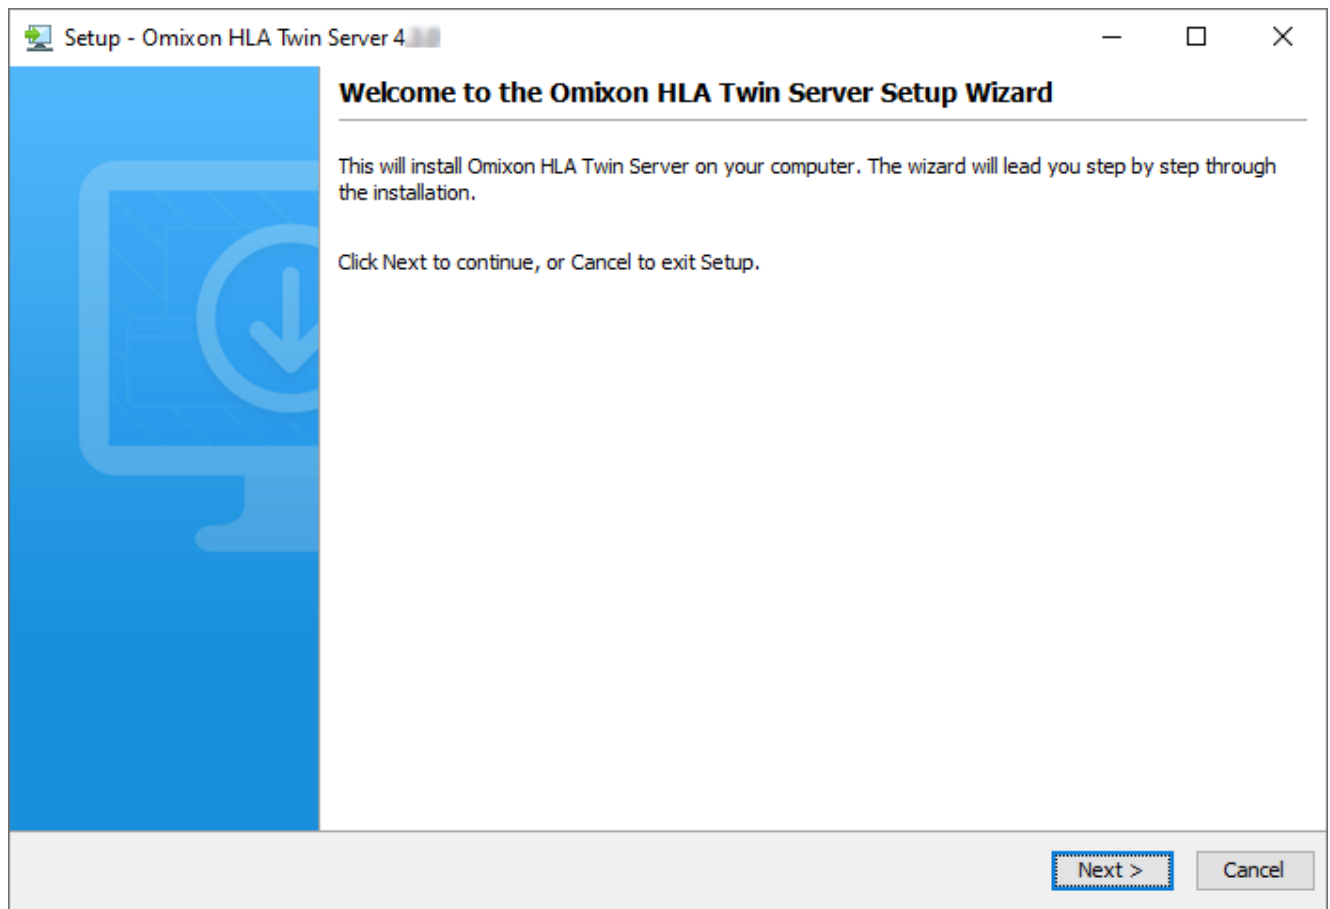 Setup - Omixon HLA Twin Server 4
Welcome to the Omixon HLA Twin Server Setup Wizard
This will install Omixon HLA Twin Server on your computer. The wizard will lead you step by step through
the installation.
Click Next to continue, or Cancel to exit Setup.
Next >
Cancel